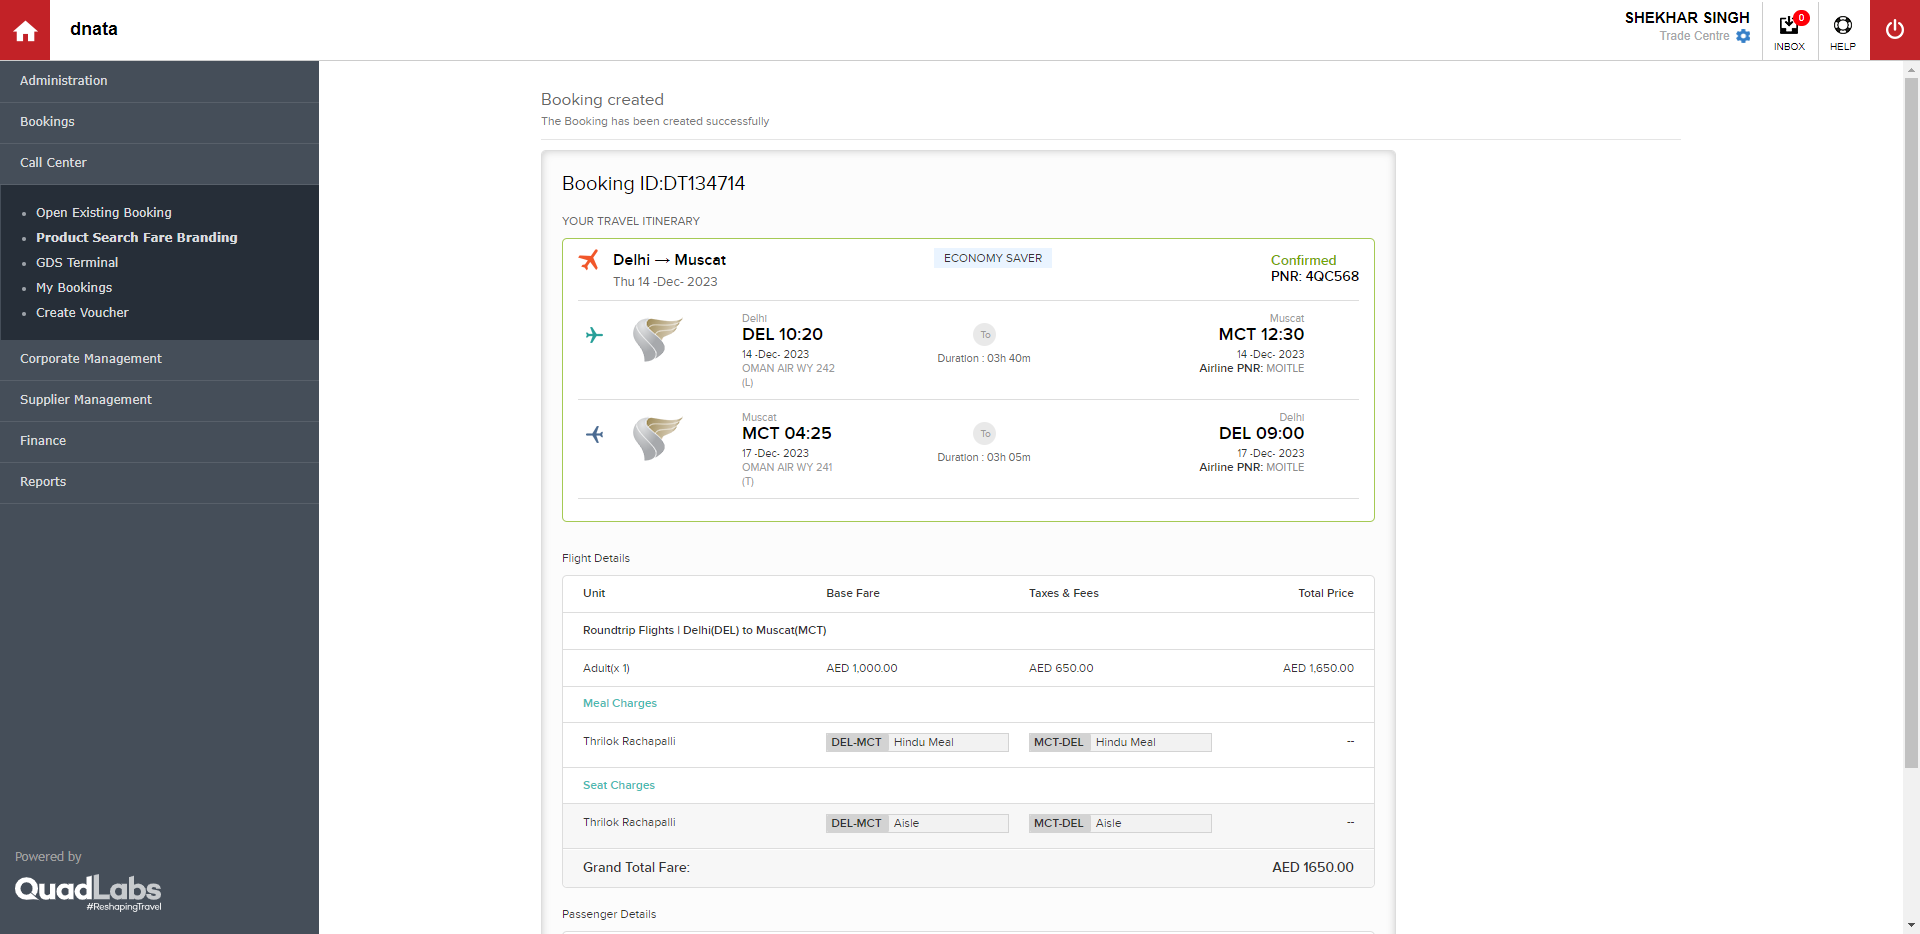 dnata
SHEKHAR SINGH
Trade Centre
0
INBOX
HELP
Administration
Bookings
Call Center
Open Existing Booking
Product Search Fare Branding
GDS Terminal
My Bookings
Create Voucher
Corporate Management
Supplier Management
Finance
Reports
Powered by
QuadLabs
#ReshapingTravel
Booking created
The Booking has been created successfully
Booking ID:DT134714
YOUR TRAVEL ITINERARY
Delhi → Muscat
Thu 14 -Dec- 2023
ECONOMY SAVER
Confirmed
PNR: 4QC568
Delhi
DEL 10:20
14 -Dec- 2023
OMAN AIR WY 242
(L)
To
Duration : 03h 40m
Muscat
MCT 12:30
14 -Dec- 2023
Airline PNR: MOITLE
Muscat
MCT 04:25
17 -Dec- 2023
OMAN AIR WY 241
(T)
To
Duration : 03h 05m
Delhi
DEL 09:00
17 -Dec- 2023
Airline PNR: MOITLE
Flight Details
Unit Base Fare Taxes & Fees Total Price
Roundtrip Flights | Delhi(DEL) to Muscat(MCT)
Adult(x 1) AED 1,000.00 AED 650.00 AED 1,650.00
Meal Charges
Thrilok Rachapalli DEL-MCT Hindu Meal MCT-DEL Hindu Meal --
Seat Charges
Thrilok Rachapalli DEL-MCT Aisle MCT-DEL Aisle --
Grand Total Fare: AED 1650.00
Passenger Details